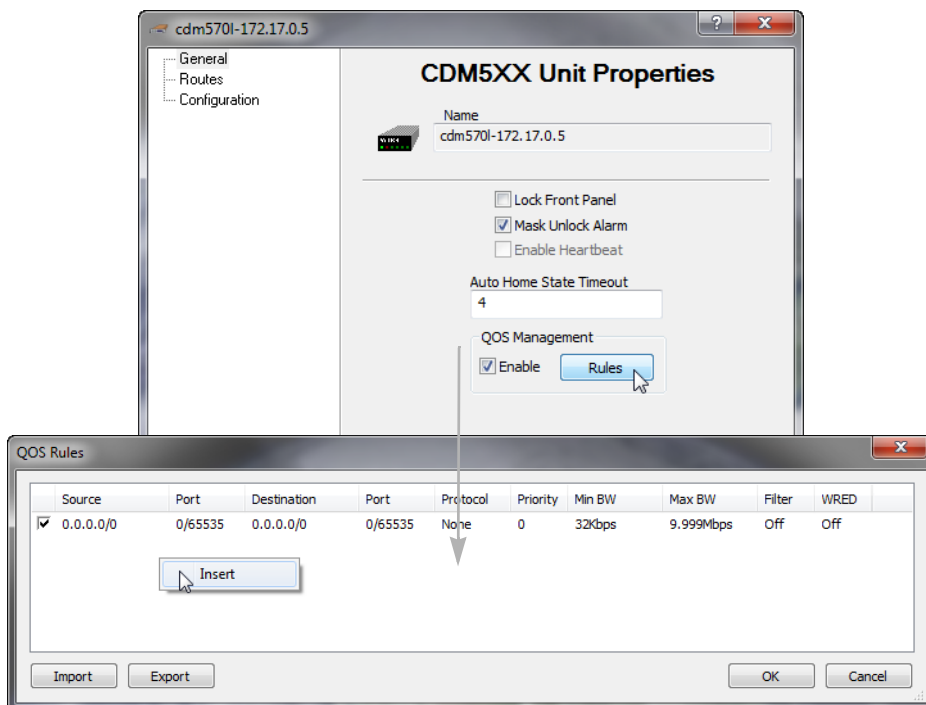 cdm570l-172.17.0.5
?
General
Routes
Configuration
CDM5XX Unit Properties
Name
cdm570l-172.17.0.5
Lock Front Panel
Mask Unlock Alarm
Enable Heartbeat
Auto Home State Timeout
4
QOS Management
Enable Rules
QOS Rules
Source Port Destination Port Protocol Priority Min BW Max BW Filter WRED
0.0.0.0/0 0/65535 0.0.0.0/0 0/65535 None 0 32Kbps 9.999Mbps Off Off
Insert
Import Export OK Cancel